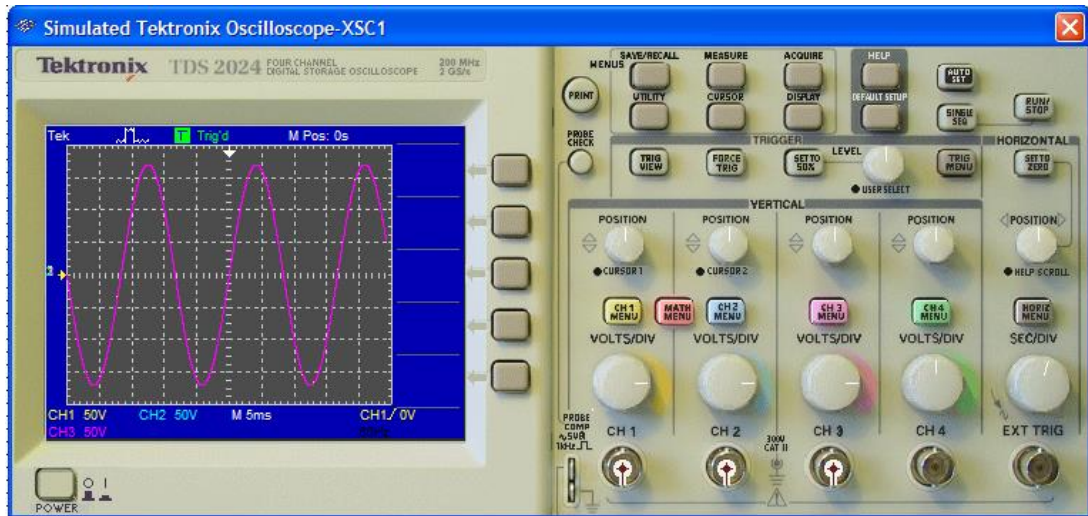 Simulated Tektronix Oscilloscope-XSC1
Tektronix TDS 2024 FOUR CHANNEL DIGITAL STORAGE OSCILLOSCOPE 200 MHz 2 GS/s
MENUS
SAVE/RECALL MEASURE ACQUIRE
HELP
AUTO SET
PRINT
UTILITY CURSOR DISPLAY
DEFAULT SETUP
SINGLE SEQ
RUN/STOP
Tek T Trig'd M Pos: 0s
PROBE CHECK
TRIGGER
HORIZONTAL
TRIG VIEW
FORCE TRIG
SET TO 50%
LEVEL
USER SELECT
TRIG MENU
SET TO ZERO
VERTICAL
POSITION POSITION POSITION POSITION POSITION
CURSOR 1 CURSOR 2 HELP SCROLL
CH 1 MENU
MATH MENU
CH 2 MENU
CH 3 MENU
CH4 MENU
HORIZ MENU
VOLTS/DIV VOLTS/DIV VOLTS/DIV VOLTS/DIV SEC/DIV
CH1 50V CH2 50V M 5ms CH1 / 0V
CH3 50V
PROBE COMP
~5V@
1kHz
CH 1 CH 2 CH 3 CH 4 EXT TRIG
300V
CAT II
POWER